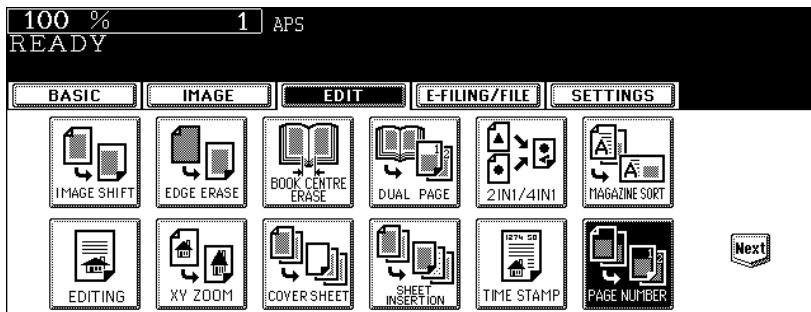 100 % 1 APS
READY
BASIC IMAGE EDIT E-FILING/FILE SETTINGS
IMAGE SHIFT
EDGE ERASE
BOOK CENTRE
ERASE
DUAL PAGE
2IN1/4IN1
MAGAZINE SORT
EDITING
XY ZOOM
COVER SHEET
SHEET
INSERTION
TIME STAMP
PAGE NUMBER
Next